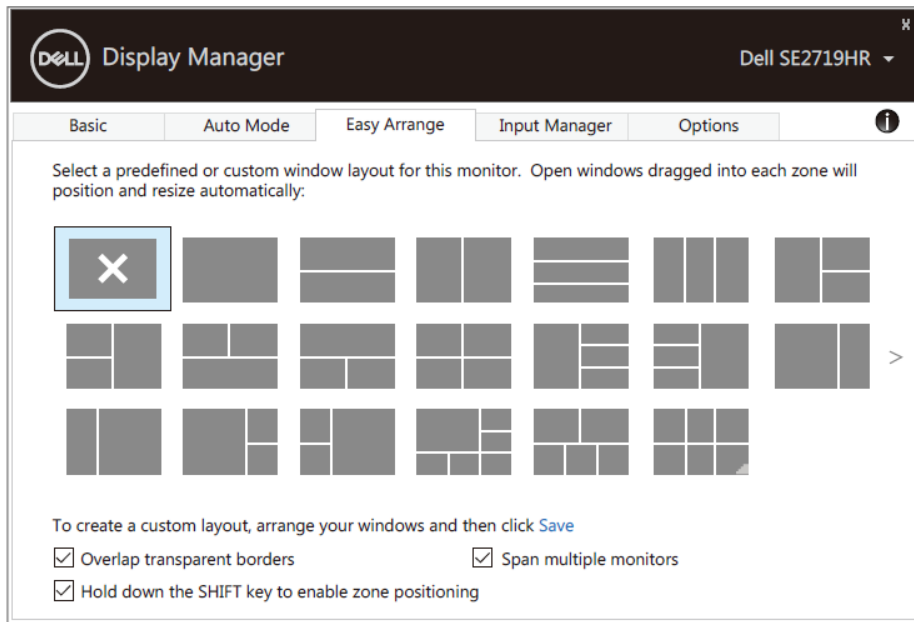 DELL Display Manager
Dell SE2719HR
Basic Auto Mode Easy Arrange Input Manager Options
Select a predefined or custom window layout for this monitor. Open windows dragged into each zone will
position and resize automatically:
To create a custom layout, arrange your windows and then click Save
Overlap transparent borders
Span multiple monitors
Hold down the SHIFT key to enable zone positioning